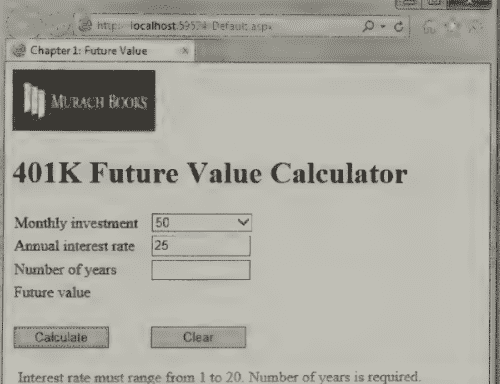 http://localhost:59524/Default.aspx
Chapter 1: Future Value ×
MURACH BOOKS
401K Future Value Calculator
Monthly investment 50
Annual interest rate 25
Number of years
Future value
Calculate Clear
Interest rate must range from 1 to 20. Number of years is required.